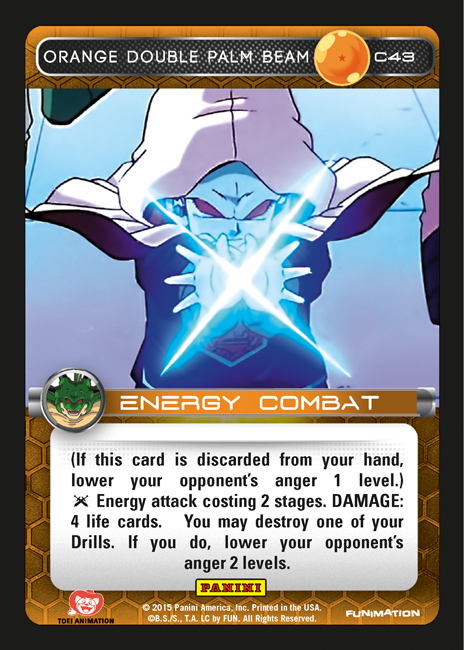 ORANGE DOUBLE PALM BEAM C43
ENERGY COMBAT
(If this card is discarded from your hand,
lower your opponent's anger 1 level.)
Energy attack costing 2 stages. DAMAGE:
4 life cards. You may destroy one of your
Drills. If you do, lower your opponent's
anger 2 levels.
PANINI
© 2015 Panini America, Inc. Printed in the USA.
©B.S./S., T.A. LC by FUN. All Rights Reserved.
TOEI ANIMATION
FUNIMATION